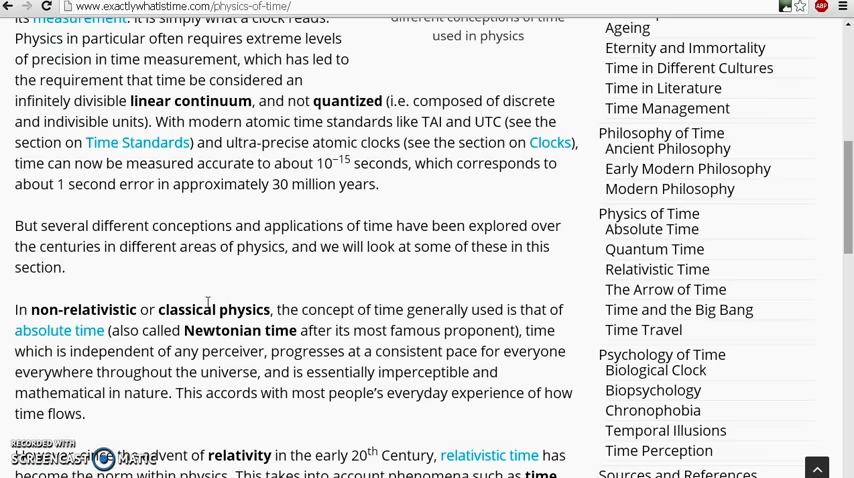 www.exactlywhatistime.com/physics-of-time/
ABP
its measurement: it is simply what a clock reads.
different conceptions of time
Physics in particular often requires extreme levels
used in physics
of precision in time measurement, which has led to
the requirement that time be considered an
infinitely divisible linear continuum, and not quantized (i.e. composed of discrete
and indivisible units). With modern atomic time standards like TAI and UTC (see the
section on Time Standards) and ultra-precise atomic clocks (see the section on Clocks),
time can now be measured accurate to about 10⁻¹⁵ seconds, which corresponds to
about 1 second error in approximately 30 million years.
But several different conceptions and applications of time have been explored over
the centuries in different areas of physics, and we will look at some of these in this
section.
In non-relativistic or classical physics, the concept of time generally used is that of
absolute time (also called Newtonian time after its most famous proponent), time
which is independent of any perceiver, progresses at a consistent pace for everyone
everywhere throughout the universe, and is essentially imperceptible and
mathematical in nature. This accords with most people's everyday experience of how
time flows.
since the advent of relativity in the early 20th Century, relativistic time has
become the norm within physics. This takes into account phenomena such as time
Ageing
Eternity and Immortality
Time in Different Cultures
Time in Literature
Time Management
Philosophy of Time
Ancient Philosophy
Early Modern Philosophy
Modern Philosophy
Physics of Time
Absolute Time
Quantum Time
Relativistic Time
The Arrow of Time
Time and the Big Bang
Time Travel
Psychology of Time
Biological Clock
Biopsychology
Chronophobia
Temporal Illusions
Time Perception
Sources and References
RECORDED WITH
SCREENCAST MATIC